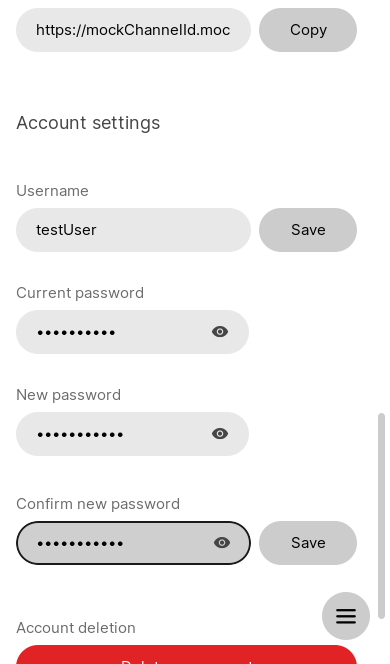 https://mockChannelId.moc
Copy
Account settings
Username
testUser
Save
Current password
••••••••••
New password
•••••••••••
Confirm new password
•••••••••••
Save
Account deletion